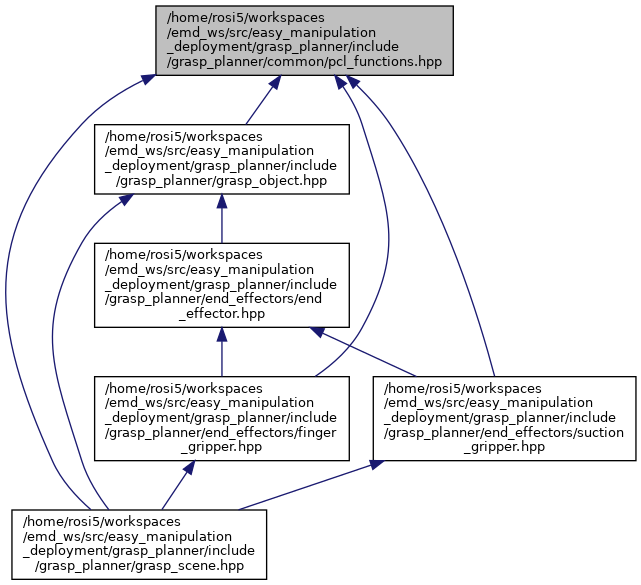 /home/rosi5/workspaces
/emd_ws/src/easy_manipulation
_deployment/grasp_planner/include
/grasp_planner/common/pcl_functions.hpp
/home/rosi5/workspaces
/emd_ws/src/easy_manipulation
_deployment/grasp_planner/include
/grasp_planner/grasp_object.hpp
/home/rosi5/workspaces
/emd_ws/src/easy_manipulation
_deployment/grasp_planner/include
/grasp_planner/end_effectors/end
_effector.hpp
/home/rosi5/workspaces
/emd_ws/src/easy_manipulation
_deployment/grasp_planner/include
/grasp_planner/end_effectors/finger
_gripper.hpp
/home/rosi5/workspaces
/emd_ws/src/easy_manipulation
_deployment/grasp_planner/include
/grasp_planner/end_effectors/suction
_gripper.hpp
/home/rosi5/workspaces
/emd_ws/src/easy_manipulation
_deployment/grasp_planner/include
/grasp_planner/grasp_scene.hpp